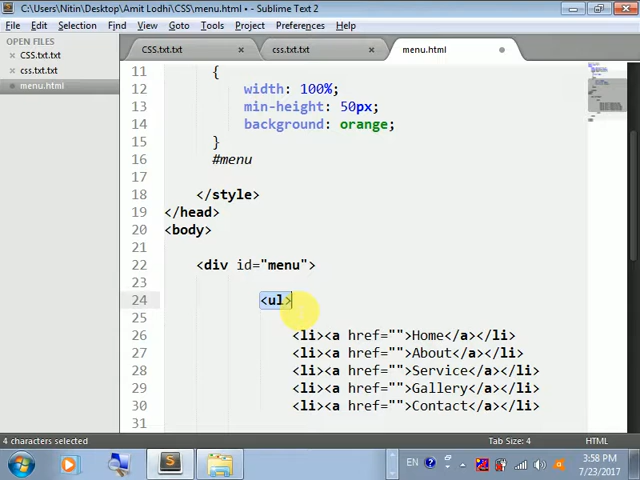 C:\Users\Nitin\Desktop\Amit Lodhi\CSS\menu.html • - Sublime Text 2
File Edit Selection Find View Goto Tools Project Preferences Help
OPEN FILES
CSS.txt.txt
css.txt.txt
menu.html
CSS.txt.txt css.txt.txt menu.html
11 {
12 width: 100%;
13 min-height: 50px;
14 background: orange;
15 }
16 #menu
17
18 </style>
19 </head>
20 <body>
21
22 <div id="menu">
23
24 <ul>
25
26 <li><a href="">Home</a></li>
27 <li><a href="">About</a></li>
28 <li><a href="">Service</a></li>
29 <li><a href="">Gallery</a></li>
30 <li><a href="">Contact</a></li>
31
4 characters selected Tab Size: 4 HTML
EN 3:58 PM
7/23/2017